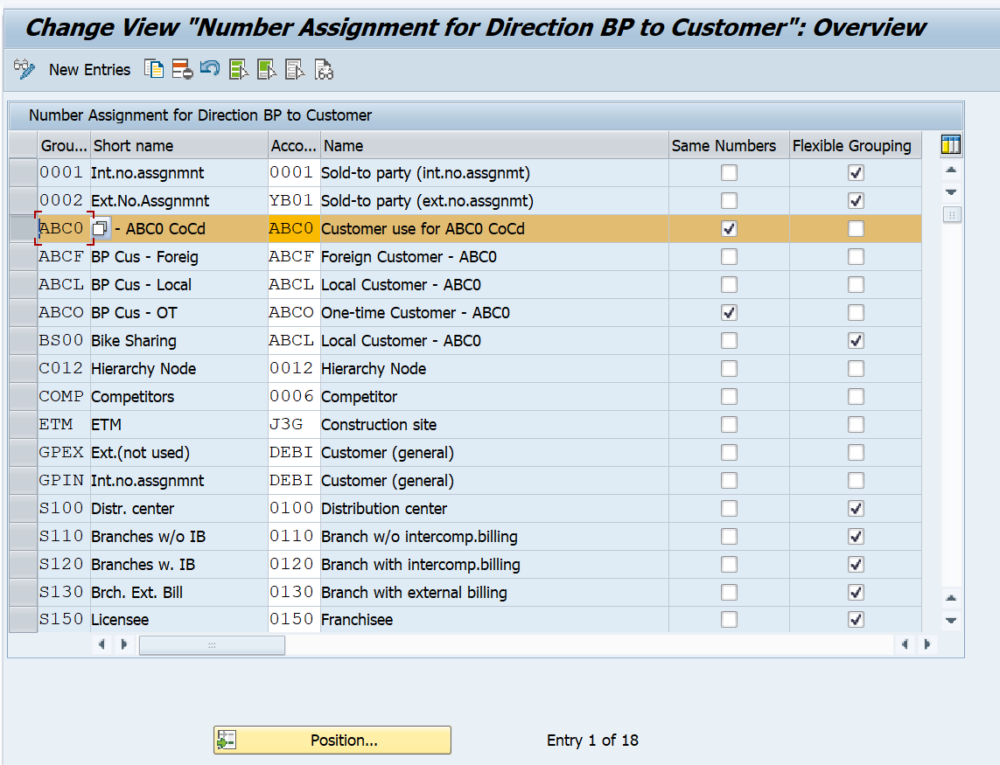 Change View "Number Assignment for Direction BP to Customer": Overview
New Entries
Number Assignment for Direction BP to Customer
Grou... Short name Acco... Name Same Numbers Flexible Grouping
0001 Int.no.assgnmnt 0001 Sold-to party (int.no.assgnmt)
0002 Ext.No.Assgnmnt YB01 Sold-to party (ext.no.assgnmt)
ABC0 - ABC0 CoCd ABC0 Customer use for ABC0 CoCd
ABCF BP Cus - Foreig ABCF Foreign Customer - ABC0
ABCL BP Cus - Local ABCL Local Customer - ABC0
ABCO BP Cus - OT ABCO One-time Customer - ABC0
BS00 Bike Sharing ABCL Local Customer - ABC0
C012 Hierarchy Node 0012 Hierarchy Node
COMP Competitors 0006 Competitor
ETM ETM J3G Construction site
GPEX Ext.(not used) DEBI Customer (general)
GPIN Int.no.assgnmnt DEBI Customer (general)
S100 Distr. center 0100 Distribution center
S110 Branches w/o IB 0110 Branch w/o intercomp.billing
S120 Branches w. IB 0120 Branch with intercomp.billing
S130 Brch. Ext. Bill 0130 Branch with external billing
S150 Licensee 0150 Franchisee
Position... Entry 1 of 18